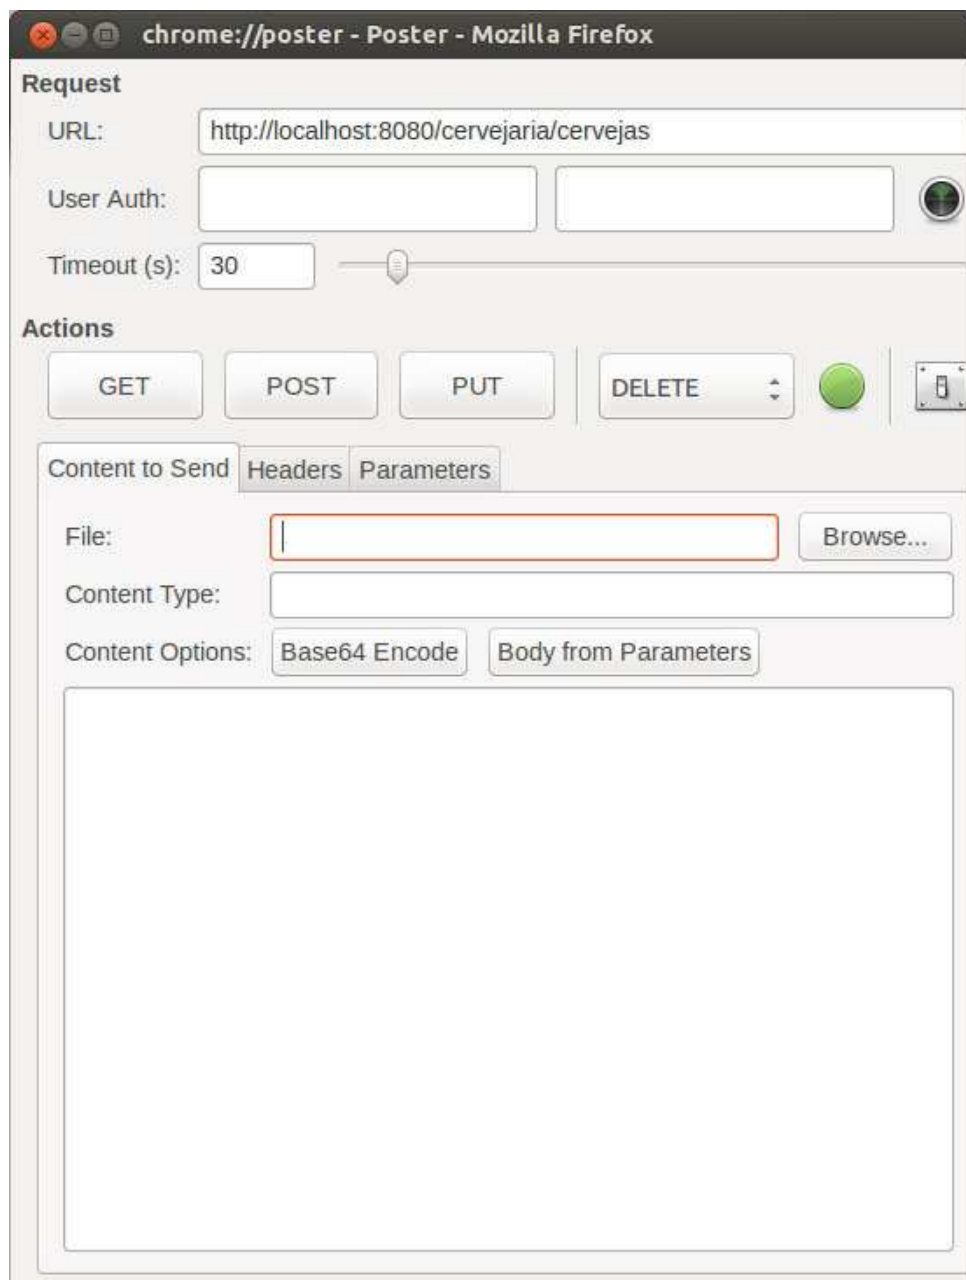 chrome://poster - Poster - Mozilla Firefox
Request
URL: http://localhost:8080/cervejaria/cervejas
User Auth:
Timeout (s): 30
Actions
GET POST PUT DELETE
Content to Send Headers Parameters
File: Browse...
Content Type:
Content Options: Base64 Encode Body from Parameters